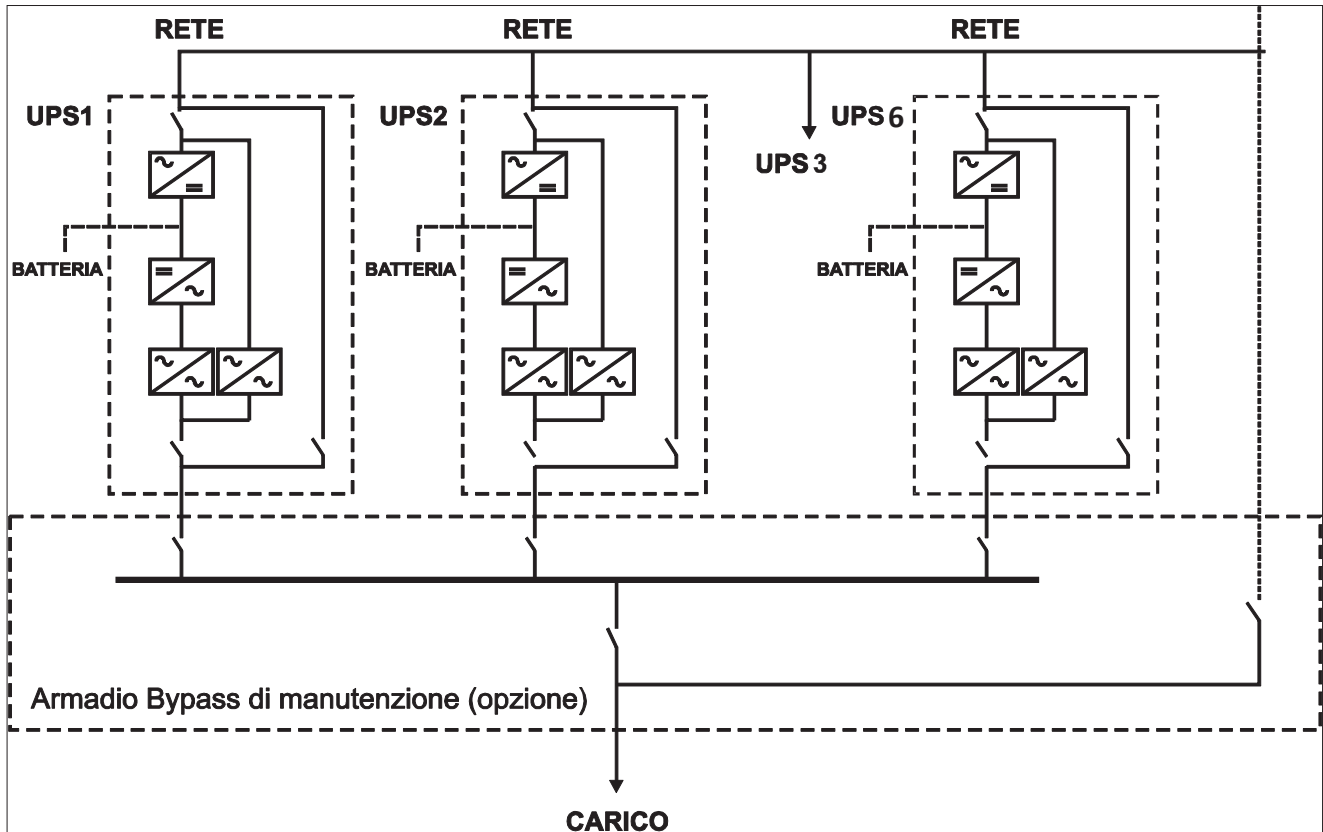 RETE
RETE
RETE
UPS1
UPS2
UPS 6
UPS 3
BATTERIA
BATTERIA
BATTERIA
Armadio Bypass di manutenzione (opzione)
CARICO